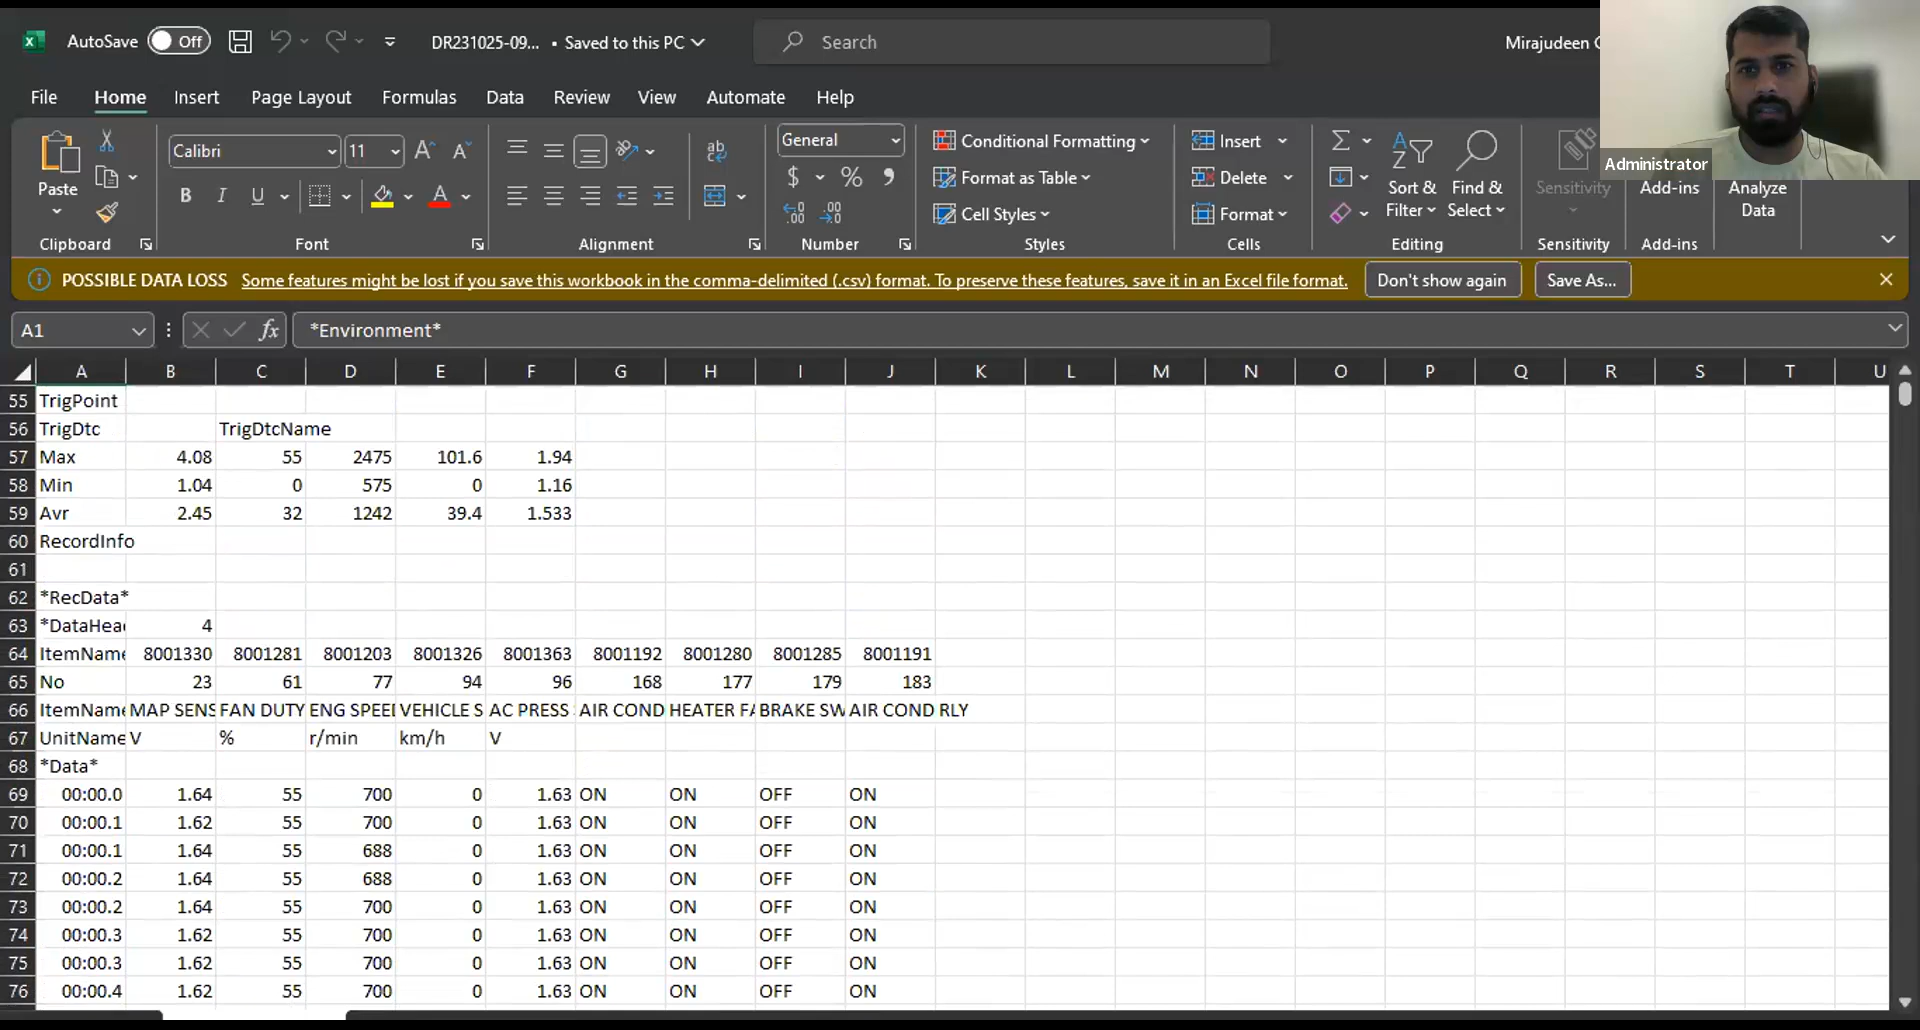 AutoSave Off DR231025-09... • Saved to this PC Search Mirajudeen
File Home Insert Page Layout Formulas Data Review View Automate Help
Administrator
Paste
Calibri 11
B I U
ab
General
$ % 9
Conditional Formatting
Format as Table
Cell Styles
Insert
Delete
Format
Sort & Filter
Find & Select
Sensitivity
Add-ins
Analyze Data
Clipboard Font Alignment Number Styles Cells Editing Sensitivity Add-ins
POSSIBLE DATA LOSS Some features might be lost if you save this workbook in the comma-delimited (.csv) format. To preserve these features, save it in an Excel file format. Don't show again Save As...
A1 fx *Environment*
A B C D E F G H I J K L M N O P Q R S T U
55 TrigPoint
56 TrigDtc TrigDtcName
57 Max 4.08 55 2475 101.6 1.94
58 Min 1.04 0 575 0 1.16
59 Avr 2.45 32 1242 39.4 1.533
60 RecordInfo
61
62 *RecData*
63 *DataHea 4
64 ItemName 8001330 8001281 8001203 8001326 8001363 8001192 8001280 8001285 8001191
65 No 23 61 77 94 96 168 177 179 183
66 ItemName MAP SENS FAN DUTY ENG SPEE VEHICLE S AC PRESS AIR COND HEATER FA BRAKE SW AIR COND RLY
67 UnitName V % r/min km/h V
68 *Data*
69 00:00.0 1.64 55 700 0 1.63 ON ON OFF ON
70 00:00.1 1.62 55 700 0 1.63 ON ON OFF ON
71 00:00.1 1.64 55 688 0 1.63 ON ON OFF ON
72 00:00.2 1.64 55 688 0 1.63 ON ON OFF ON
73 00:00.2 1.64 55 700 0 1.63 ON ON OFF ON
74 00:00.3 1.62 55 700 0 1.63 ON ON OFF ON
75 00:00.3 1.62 55 700 0 1.63 ON ON OFF ON
76 00:00.4 1.62 55 700 0 1.63 ON ON OFF ON